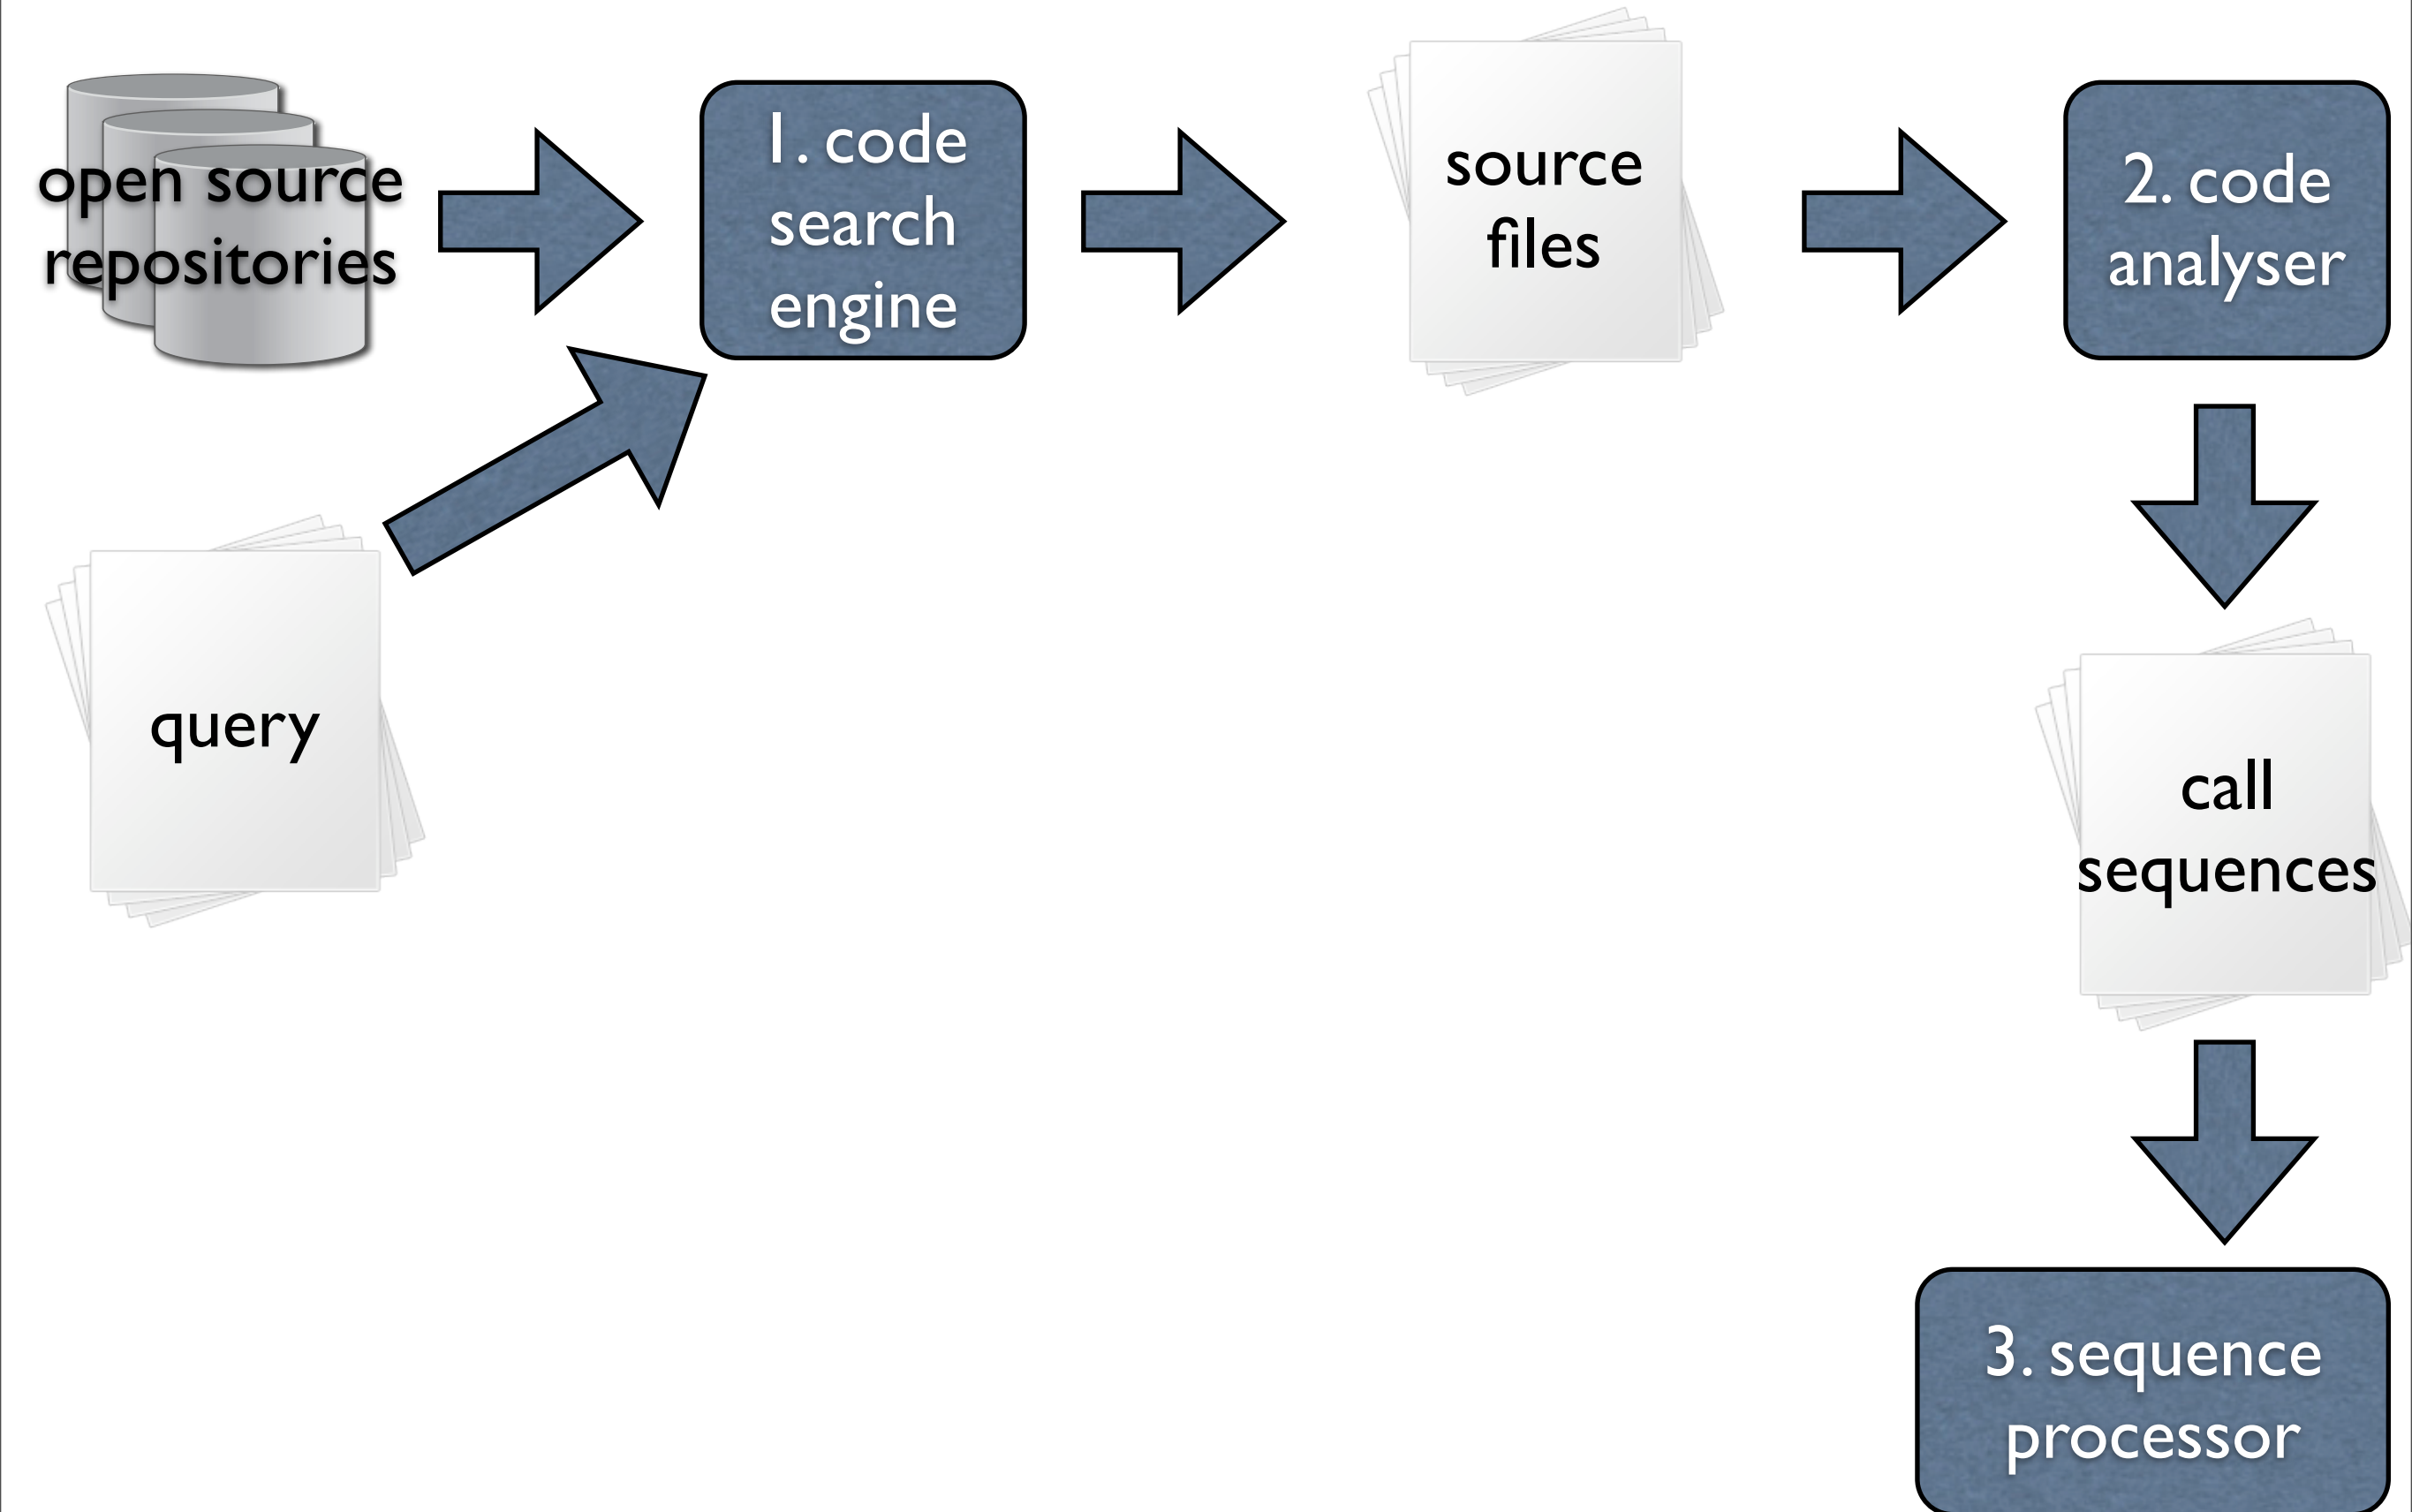 open source
repositories
1. code
search
engine
source
files
2. code
analyser
query
call
sequences
3. sequence
processor